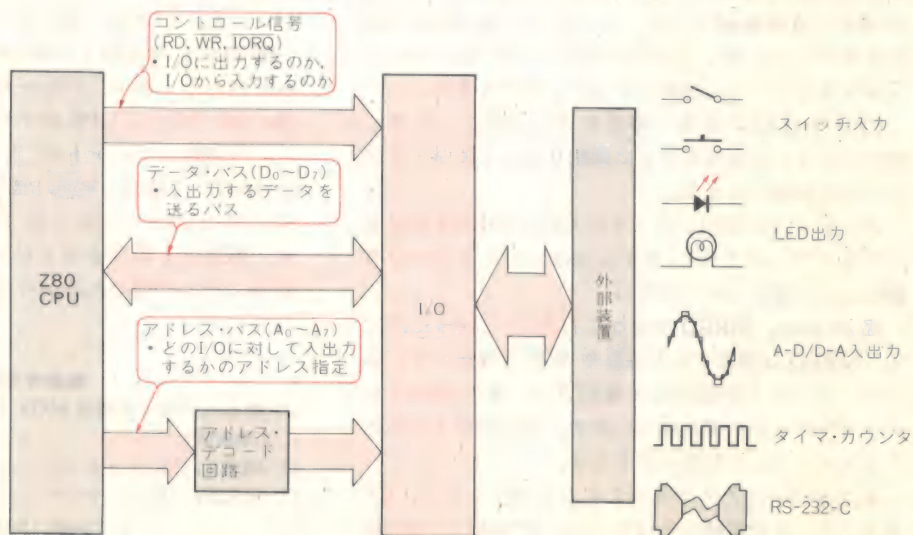 コントロール信号
(RD, WR, IORQ)
• I/Oに出力するのか、
I/Oから入力するのか
データ・バス(D₀~D₇)
• 入出力するデータを
送るバス
Z80
CPU
アドレス・バス(A₀~A₇)
• どのI/Oに対して入出力
するかのアドレス指定
アドレス・
デコード
回路
I/O
外部装置
スイッチ入力
LED出力
A-D/D-A入出力
タイマ・カウンタ
RS-232-C